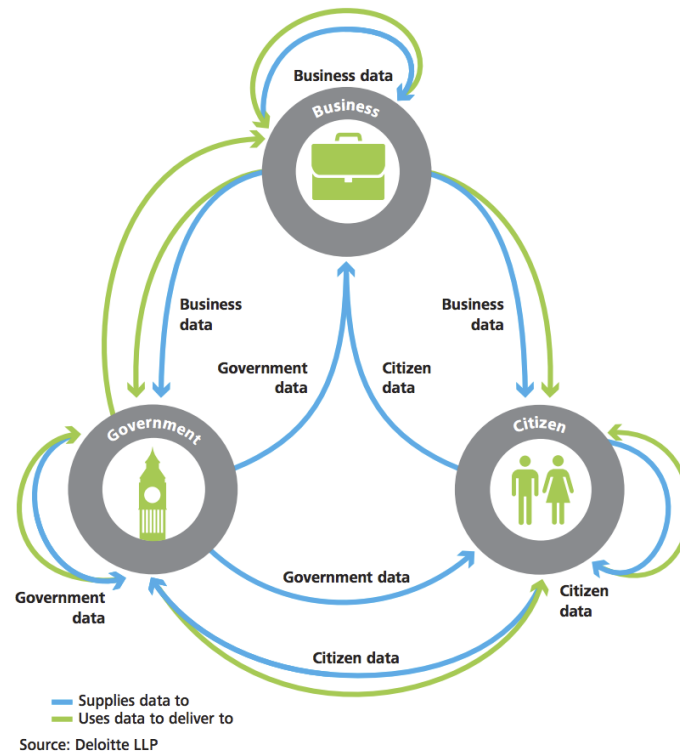 Business data
Business
Business
data
Business
data
Government
data
Citizen
data
Government
Citizen
Government data
Government
data
Citizen
data
Citizen data
Supplies data to
Uses data to deliver to
Source: Deloitte LLP